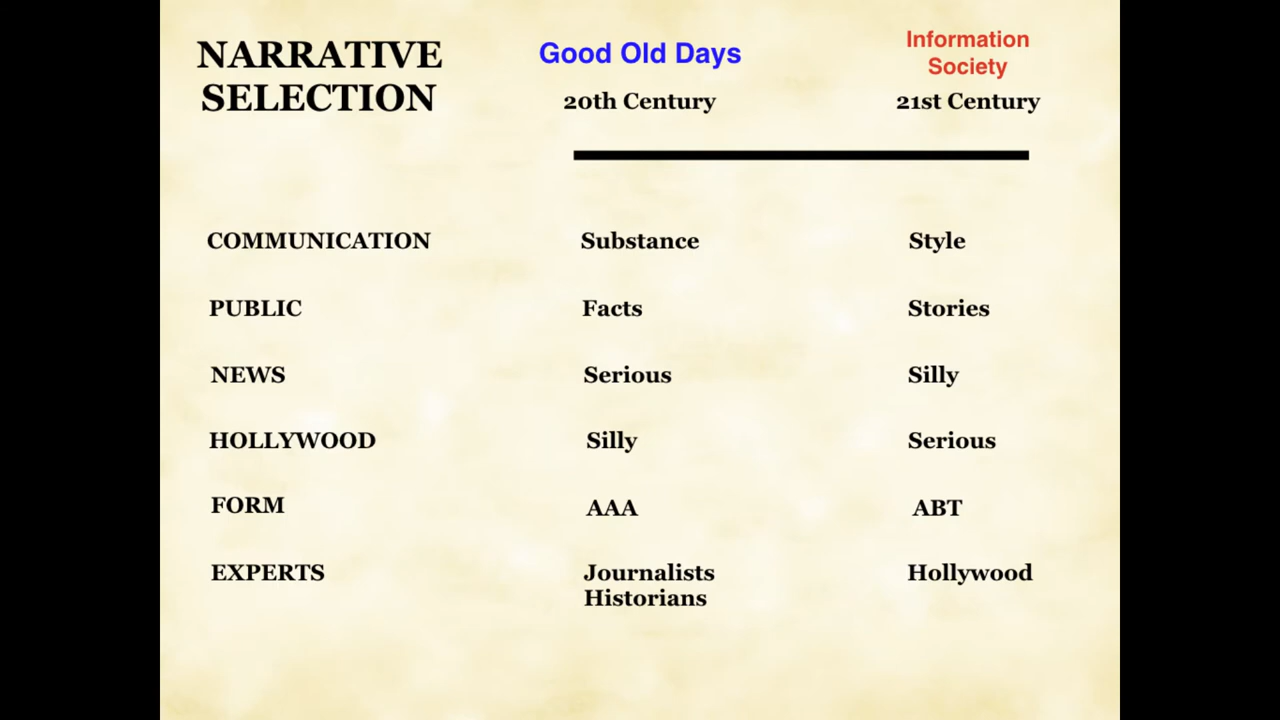 NARRATIVE
SELECTION
Good Old Days
20th Century
Information
Society
21st Century
COMMUNICATION Substance Style
PUBLIC Facts Stories
NEWS Serious Silly
HOLLYWOOD Silly Serious
FORM AAA ABT
EXPERTS Journalists Hollywood
Historians